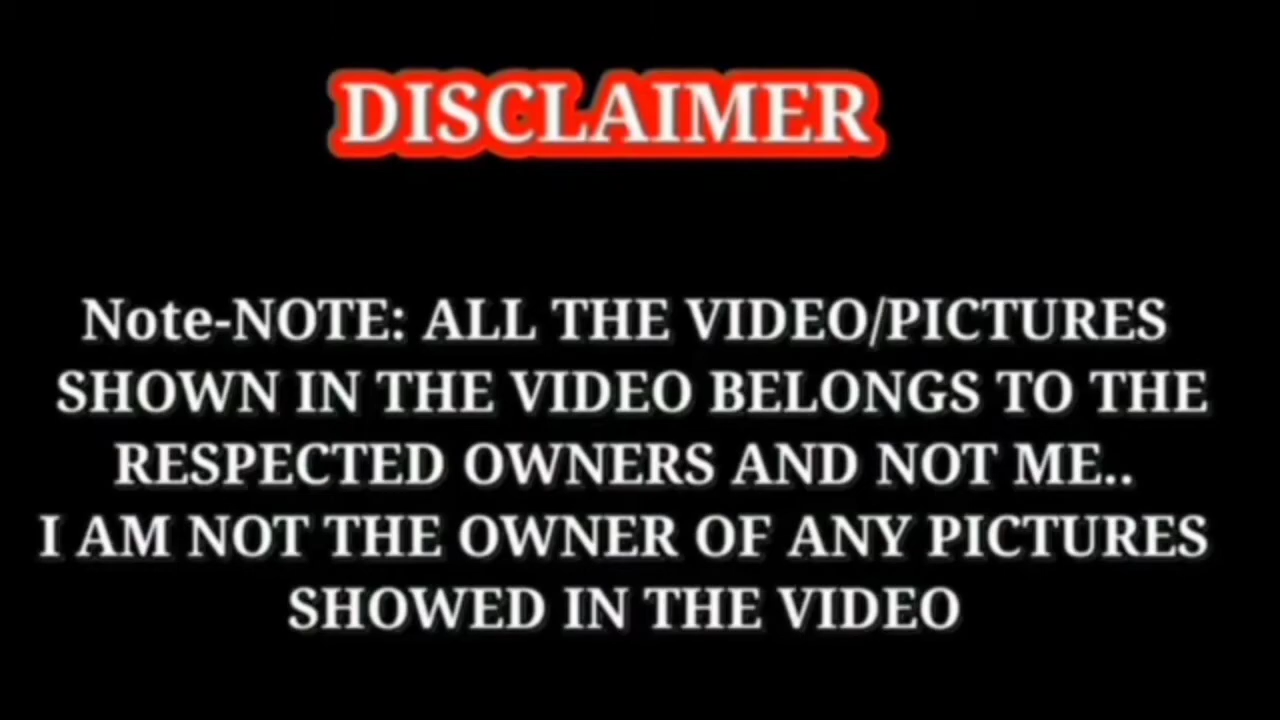 DISCLAIMER
Note-NOTE: ALL THE VIDEO/PICTURES
SHOWN IN THE VIDEO BELONGS TO THE
RESPECTED OWNERS AND NOT ME..
I AM NOT THE OWNER OF ANY PICTURES
SHOWED IN THE VIDEO